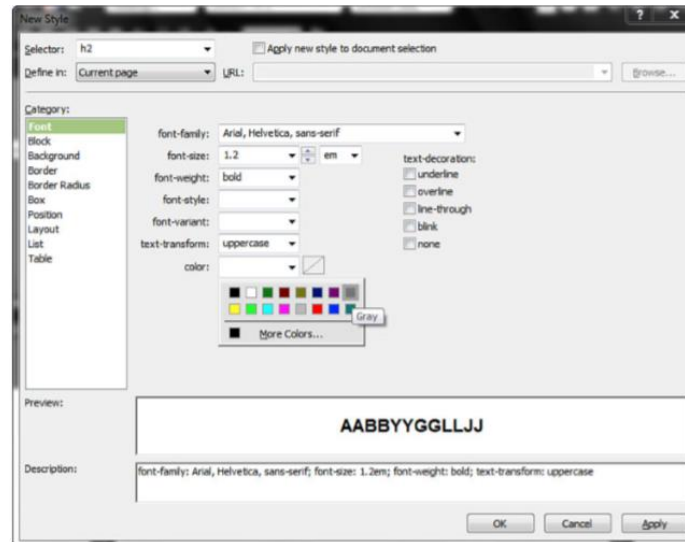 New Style
? X
Selector: h2 Apply new style to document selection
Define in: Current page URL: Browse...
Category:
Font
Block
Background
Border
Border Radius
Box
Position
Layout
List
Table
font-family: Arial, Helvetica, sans-serif
font-size: 1.2 em
font-weight: bold
font-style:
font-variant:
text-transform: uppercase
color:
text-decoration:
underline
overline
line-through
blink
none
Gray
More Colors...
Preview:
AABBYYGGLLJJ
Description:
font-family: Arial, Helvetica, sans-serif; font-size: 1.2em; font-weight: bold; text-transform: uppercase
OK Cancel Apply